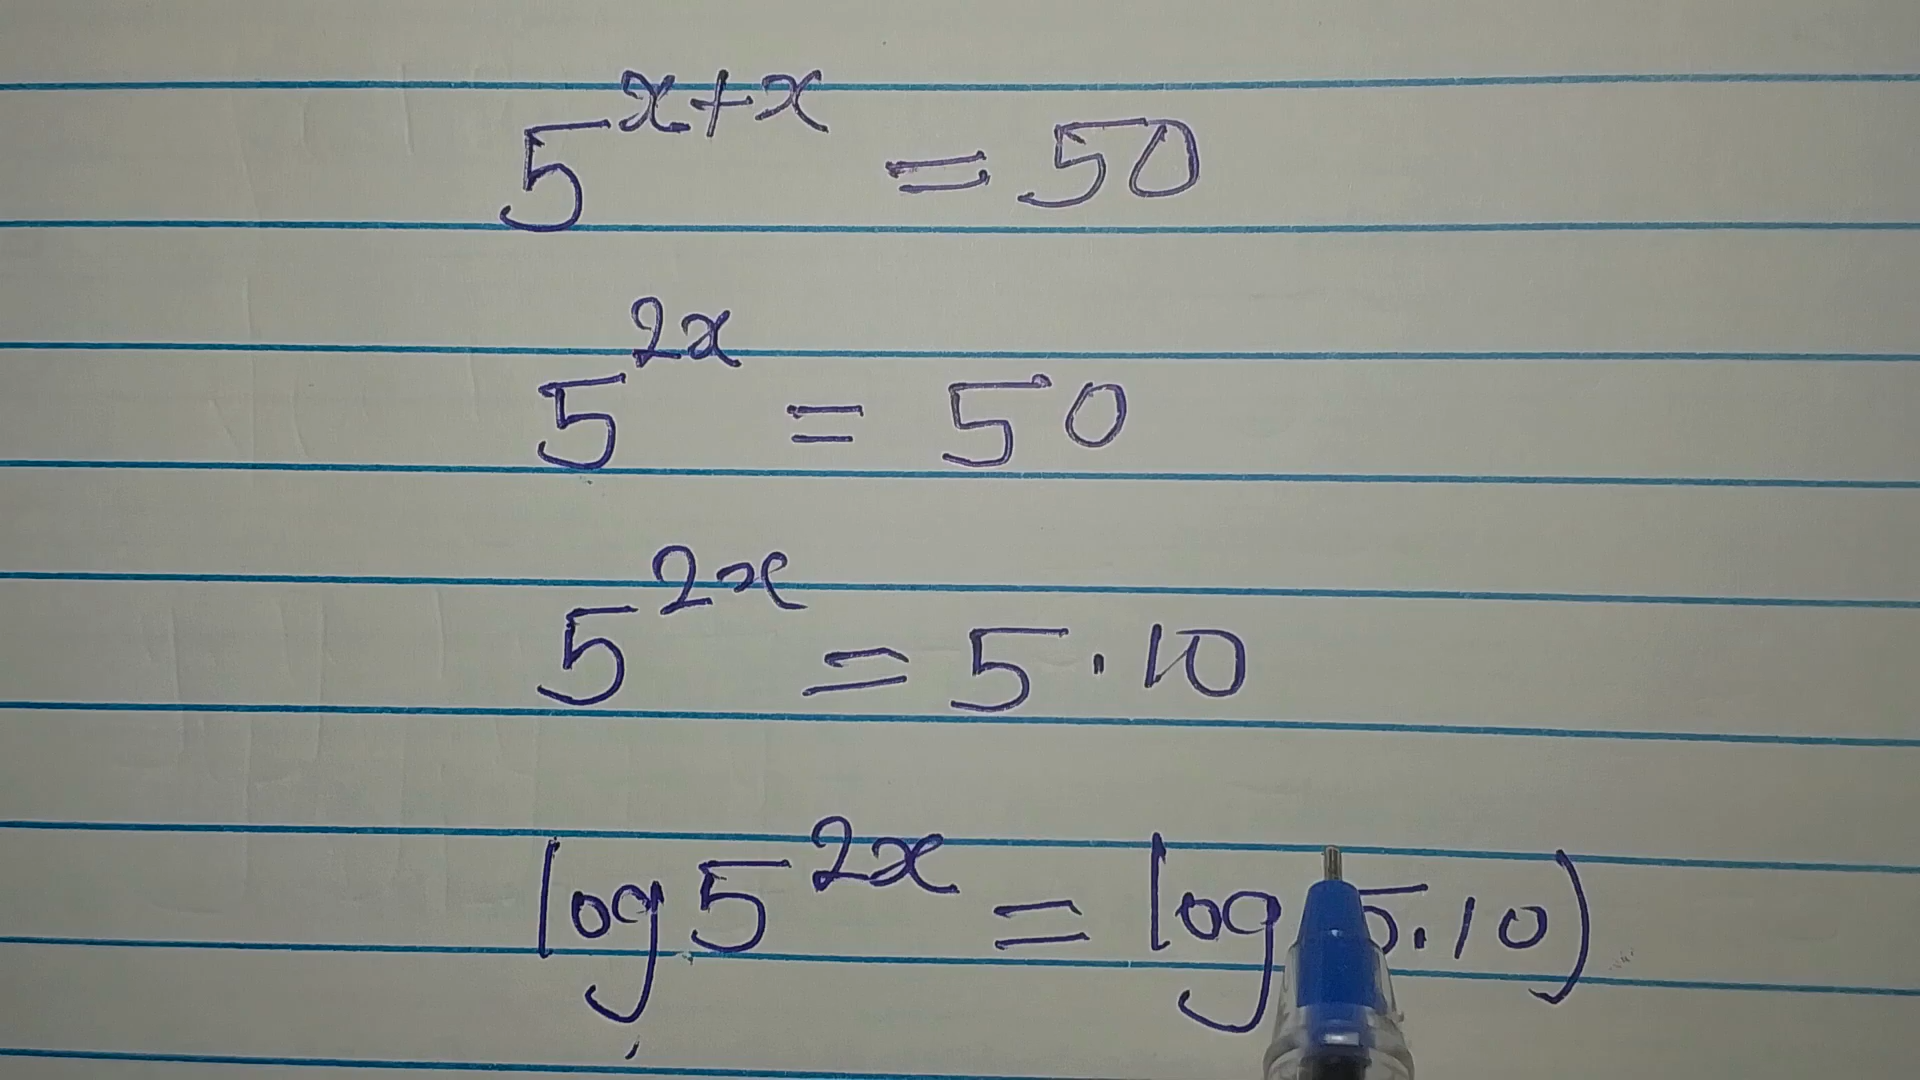 5^{x+x} = 50
5^{2x} = 50
5^{2x} = 5·10
log 5^{2x} = log 5·10)